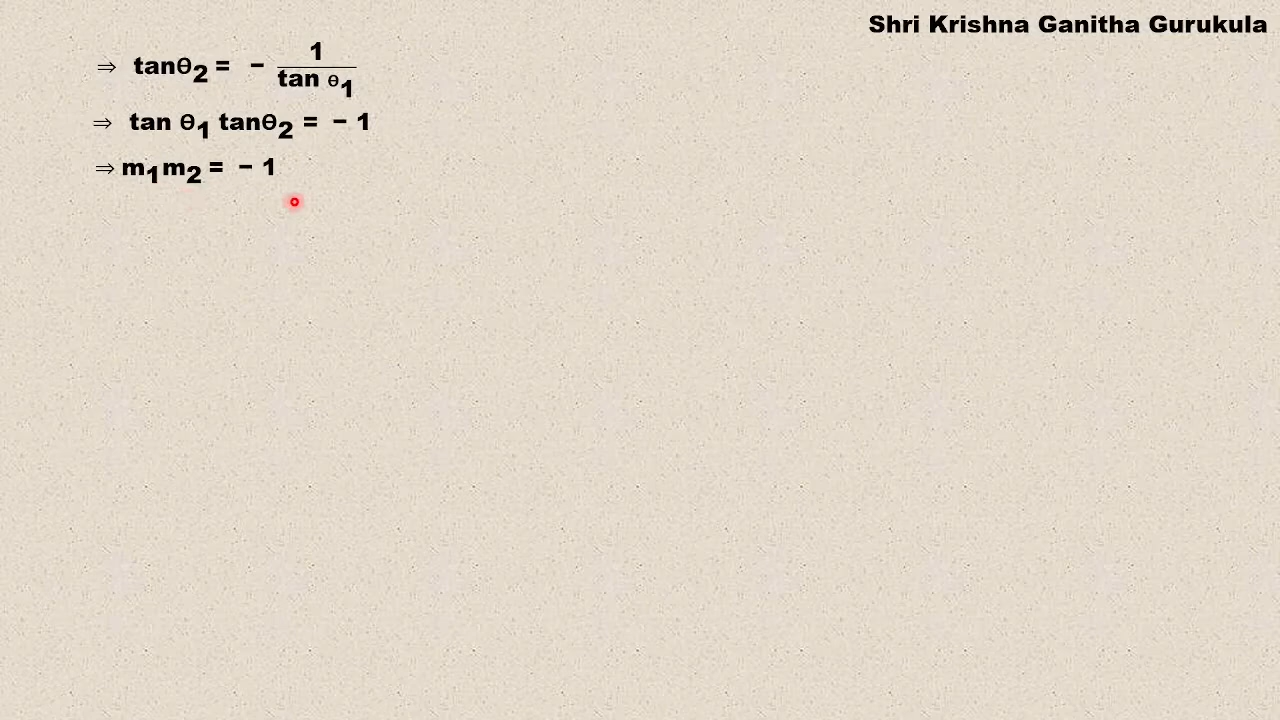 Shri Krishna Ganitha Gurukula
⇒ tanθ₂ = − 1/tan θ₁
⇒ tan θ₁ tanθ₂ = − 1
⇒ m₁m₂ = − 1